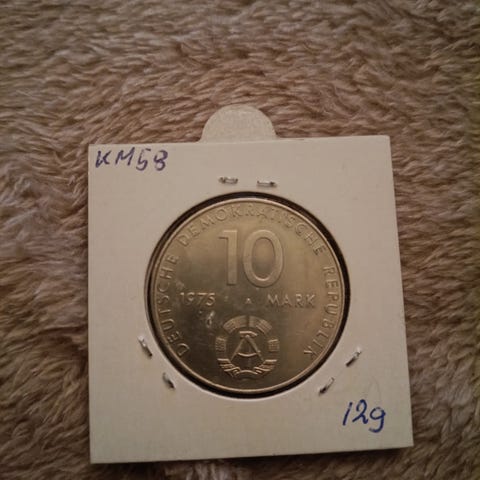 KM58
DEUTSCHE DEMOKRATISCHE REPUBLIK
10
1975 A MARK
12g